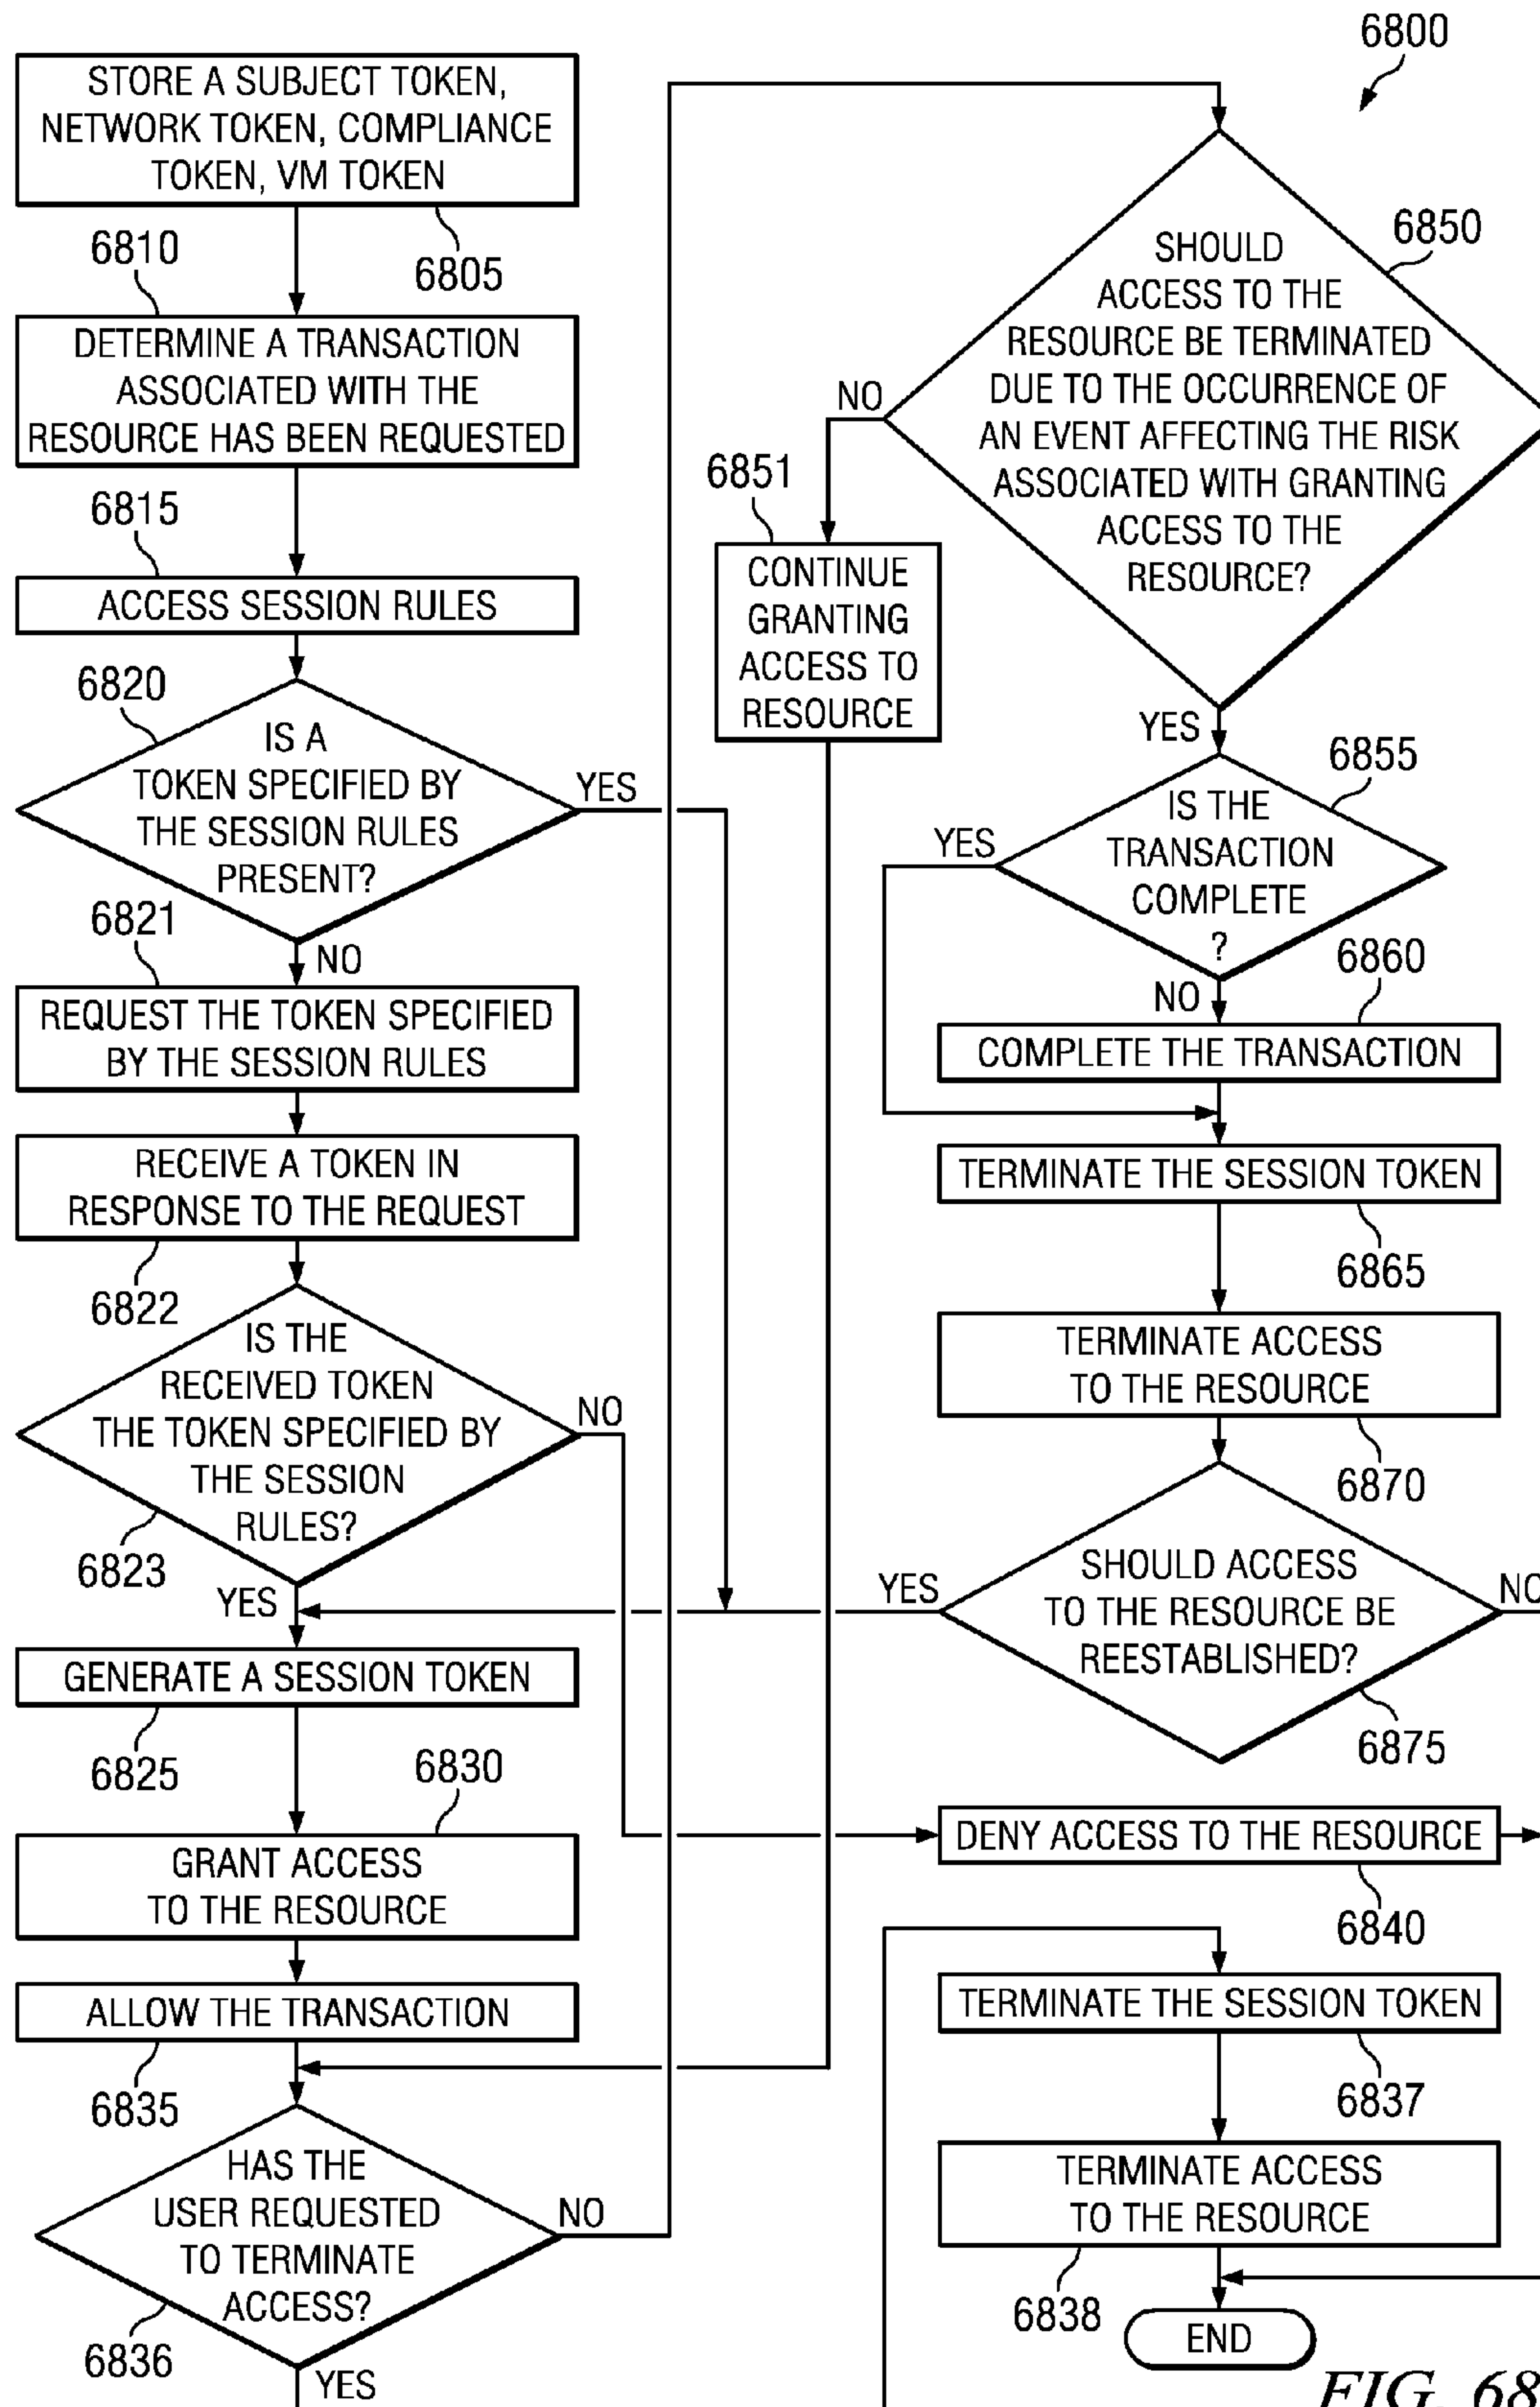 6800
STORE A SUBJECT TOKEN,
NETWORK TOKEN, COMPLIANCE
TOKEN, VM TOKEN
6805
6810
DETERMINE A TRANSACTION
ASSOCIATED WITH THE
RESOURCE HAS BEEN REQUESTED
6815
ACCESS SESSION RULES
6820
IS A
TOKEN SPECIFIED BY
THE SESSION RULES
PRESENT?
YES
NO
6821
REQUEST THE TOKEN SPECIFIED
BY THE SESSION RULES
RECEIVE A TOKEN IN
RESPONSE TO THE REQUEST
6822
IS THE
RECEIVED TOKEN
THE TOKEN SPECIFIED BY
THE SESSION
RULES?
NO
6823
YES
GENERATE A SESSION TOKEN
6825
6830
GRANT ACCESS
TO THE RESOURCE
ALLOW THE TRANSACTION
6835
HAS THE
USER REQUESTED
TO TERMINATE
ACCESS?
NO
6836
YES
6850
SHOULD
ACCESS TO THE
RESOURCE BE TERMINATED
DUE TO THE OCCURRENCE OF
AN EVENT AFFECTING THE RISK
ASSOCIATED WITH GRANTING
ACCESS TO THE
RESOURCE?
NO
6851
CONTINUE
GRANTING
ACCESS TO
RESOURCE
YES
6855
IS THE
TRANSACTION
COMPLETE
?
YES
NO
6860
COMPLETE THE TRANSACTION
TERMINATE THE SESSION TOKEN
6865
TERMINATE ACCESS
TO THE RESOURCE
6870
SHOULD ACCESS
TO THE RESOURCE BE
REESTABLISHED?
YES
NO
6875
DENY ACCESS TO THE RESOURCE
6840
TERMINATE THE SESSION TOKEN
6837
TERMINATE ACCESS
TO THE RESOURCE
6838
END
FIG. 68